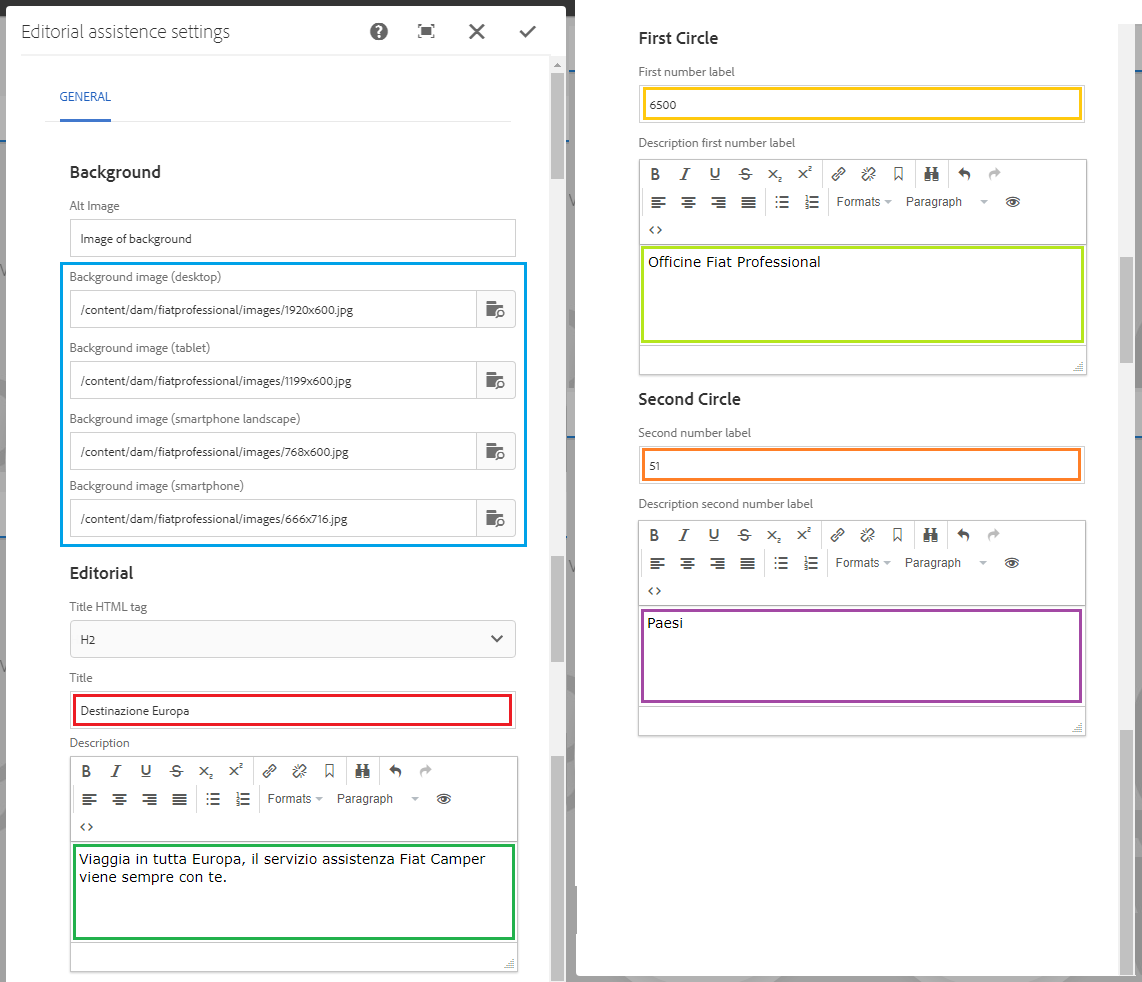 Editorial assistence settings
GENERAL
Background
Alt Image
Image of background
Background image (desktop)
/content/dam/fiatprofessional/images/1920x600.jpg
Background image (tablet)
/content/dam/fiatprofessional/images/1199x600.jpg
Background image (smartphone landscape)
/content/dam/fiatprofessional/images/768x600.jpg
Background image (smartphone)
/content/dam/fiatprofessional/images/666x716.jpg
Editorial
Title HTML tag
H2
Title
Destinazione Europa
Description
Formats Paragraph
Viaggia in tutta Europa, il servizio assistenza Fiat Camper
viene sempre con te.
First Circle
First number label
6500
Description first number label
Formats Paragraph
Officine Fiat Professional
Second Circle
Second number label
51
Description second number label
Formats Paragraph
Paesi